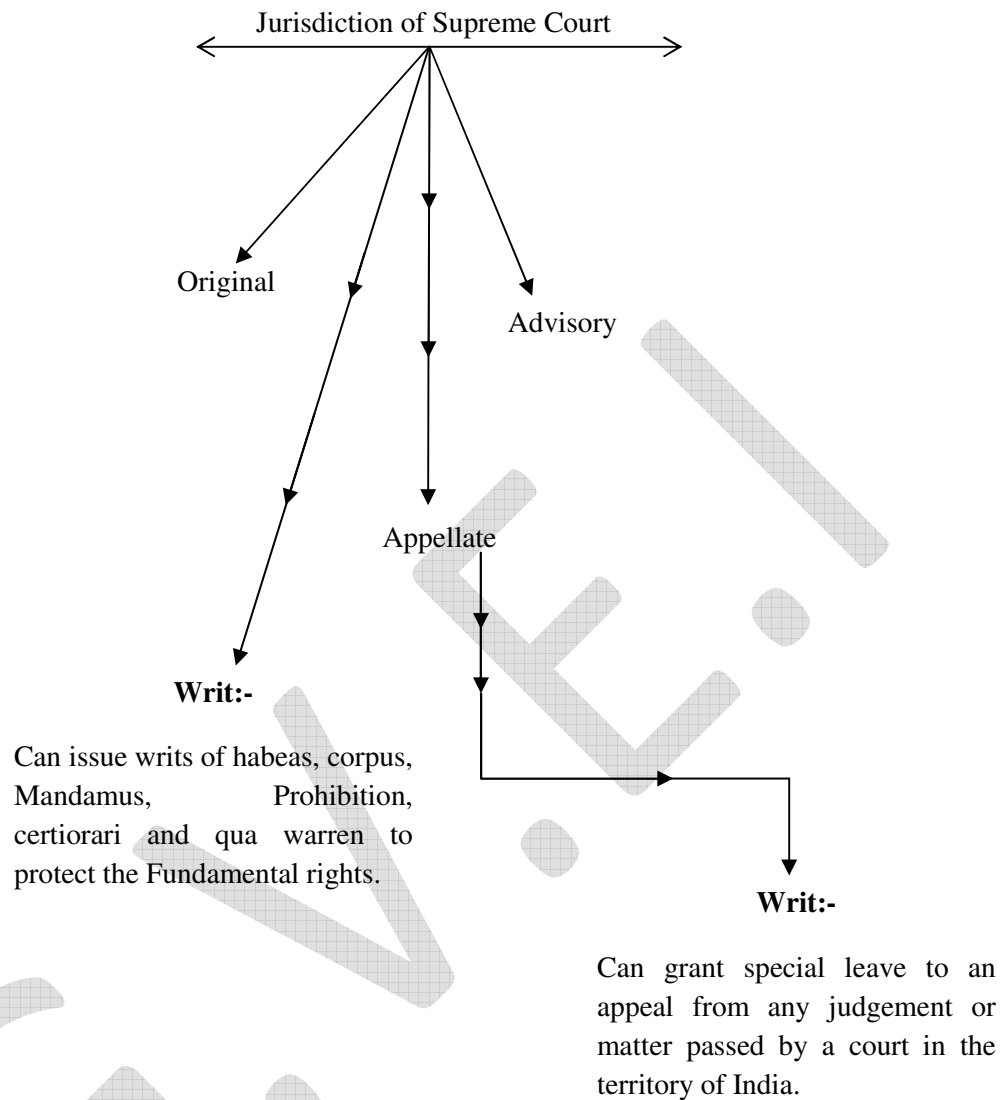 Jurisdiction of Supreme Court
Original
Advisory
Appellate
Writ:-
Can issue writs of habeas, corpus,
Mandamus, Prohibition,
certiorari and qua warren to
protect the Fundamental rights.
Writ:-
Can grant special leave to an
appeal from any judgement or
matter passed by a court in the
territory of India.